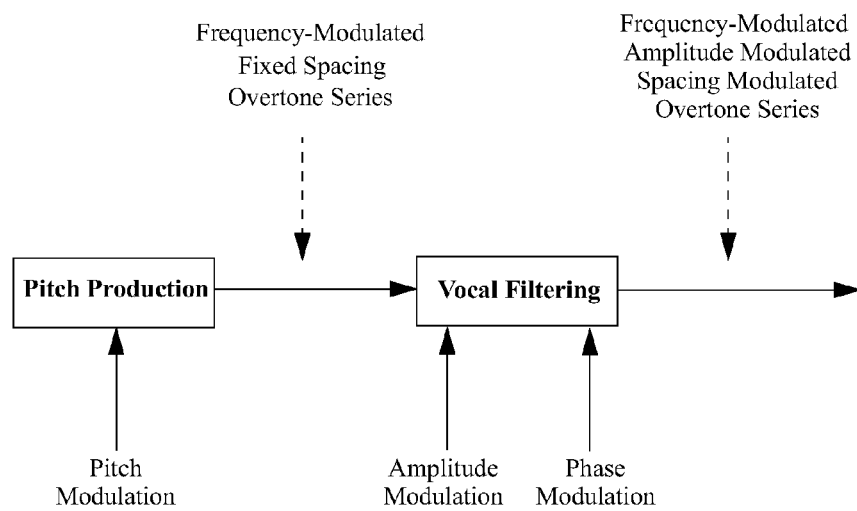 Frequency-Modulated
Fixed Spacing
Overtone Series
Frequency-Modulated
Amplitude Modulated
Spacing Modulated
Overtone Series
Pitch Production
Vocal Filtering
Pitch
Modulation
Amplitude
Modulation
Phase
Modulation